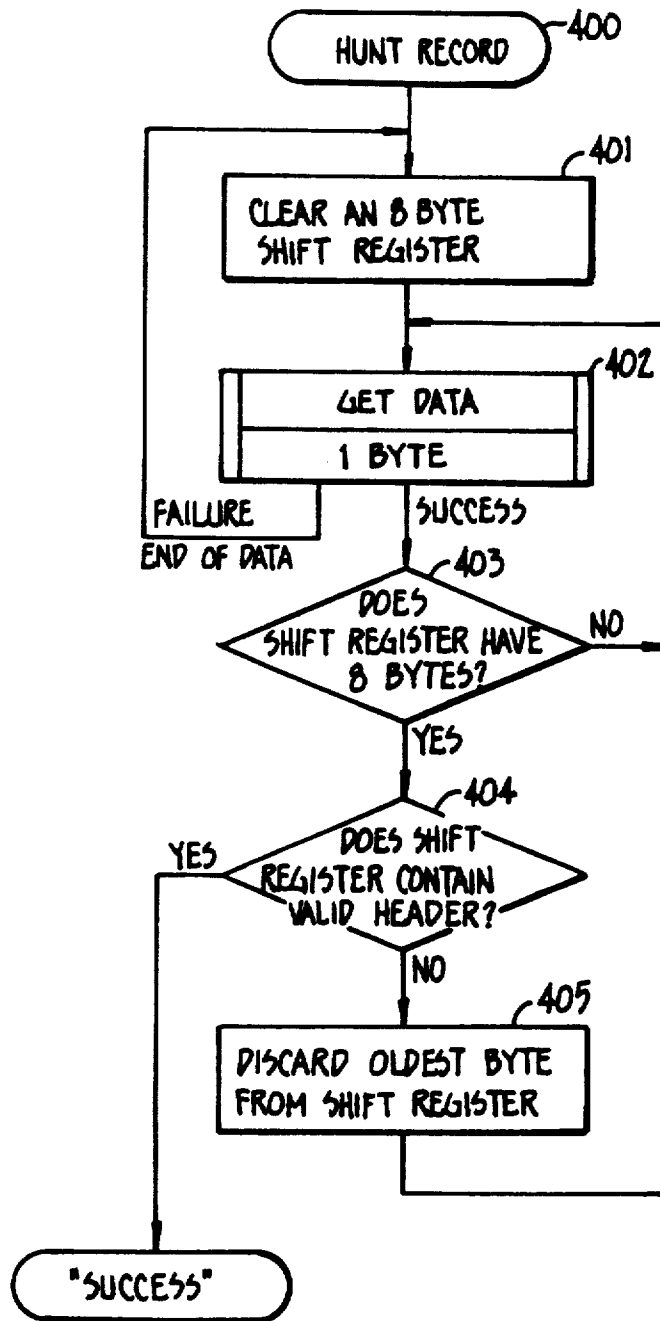 HUNT RECORD
400
401
CLEAR AN 8 BYTE
SHIFT REGISTER
402
GET DATA
1 BYTE
SUCCESS
FAILURE
END OF DATA
403
DOES
SHIFT REGISTER HAVE
8 BYTES?
NO
YES
404
DOES SHIFT
REGISTER CONTAIN
VALID HEADER?
YES
NO
405
DISCARD OLDEST BYTE
FROM SHIFT REGISTER
"SUCCESS"